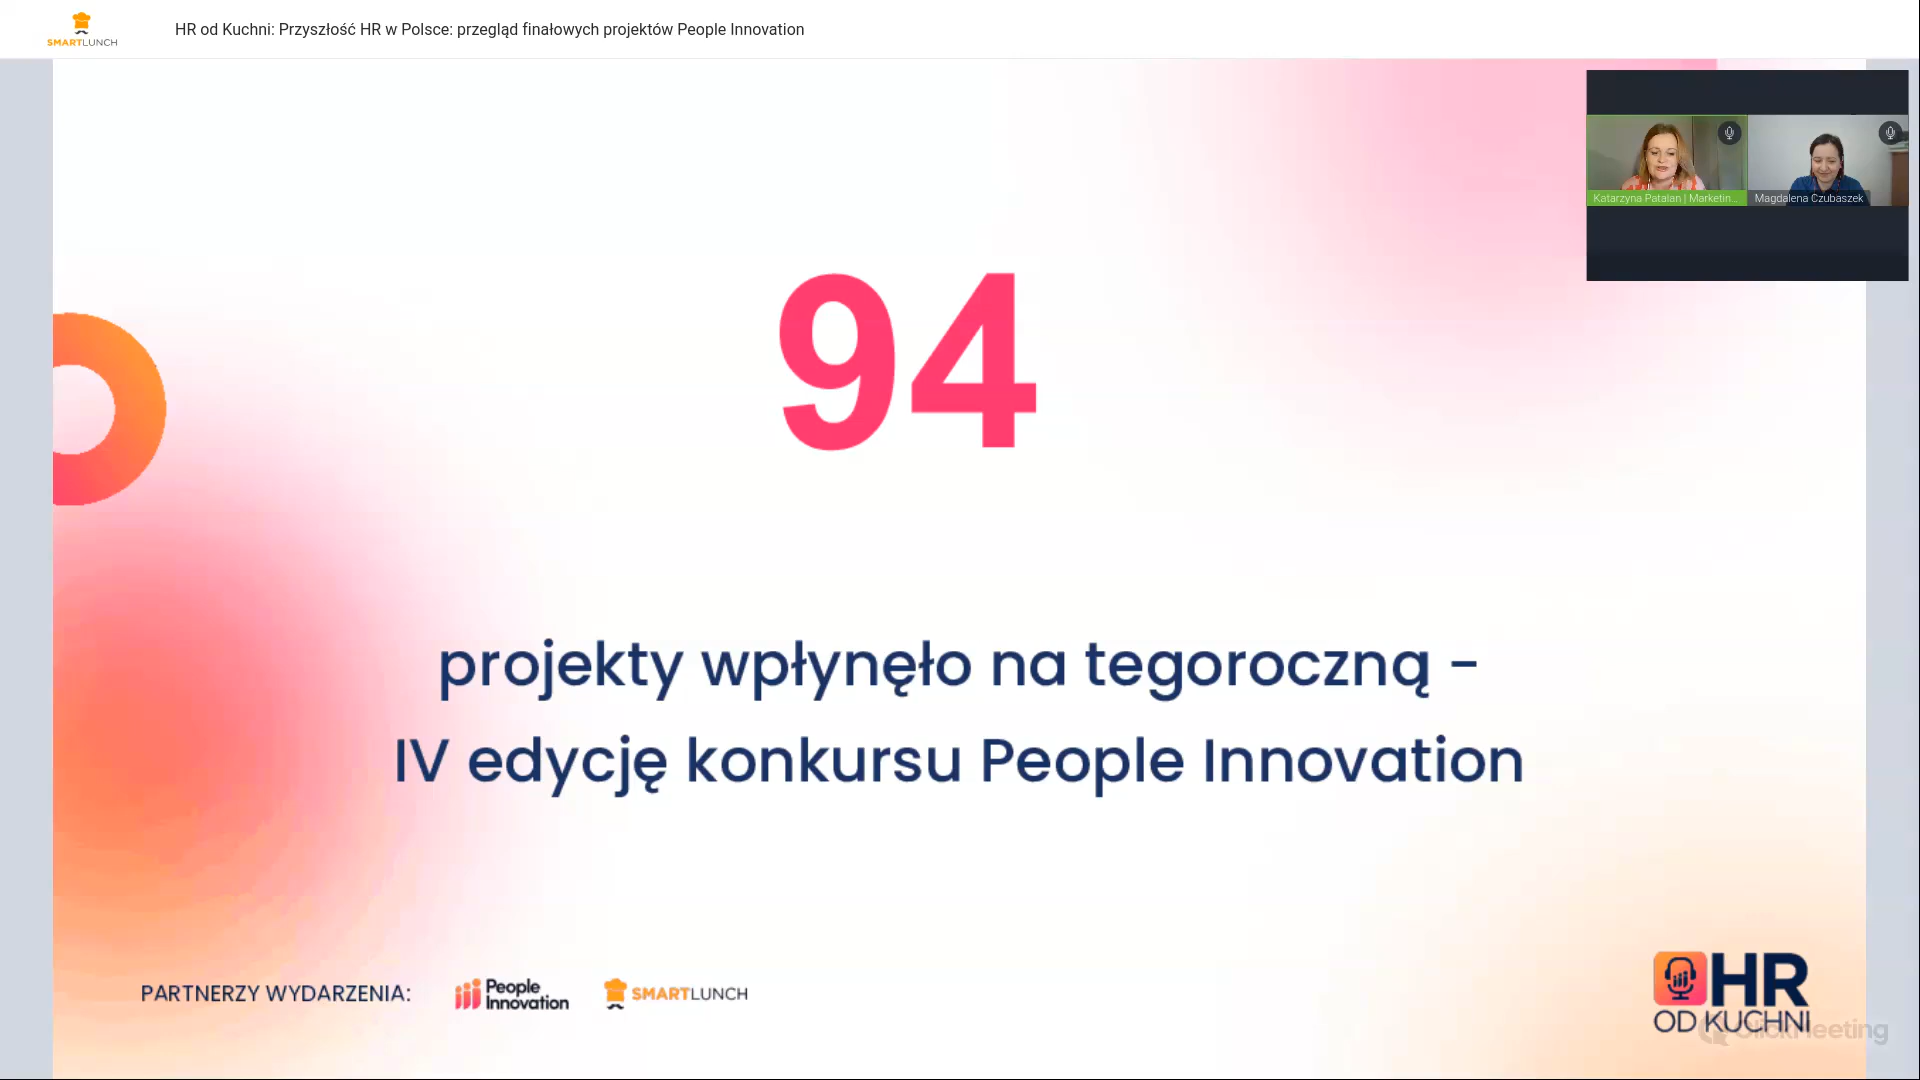 SMARTLUNCH
HR od Kuchni: Przyszłość HR w Polsce: przegląd finałowych projektów People Innovation
Katarzyna Patalan | Marketin...
Magdalena Czubaszek
94
projekty wpłynęło na tegoroczną -
IV edycję konkursu People Innovation
PARTNERZY WYDARZENIA:
People
Innovation
SMARTLUNCH
HR
OD KUCHNI
ClickMeeting